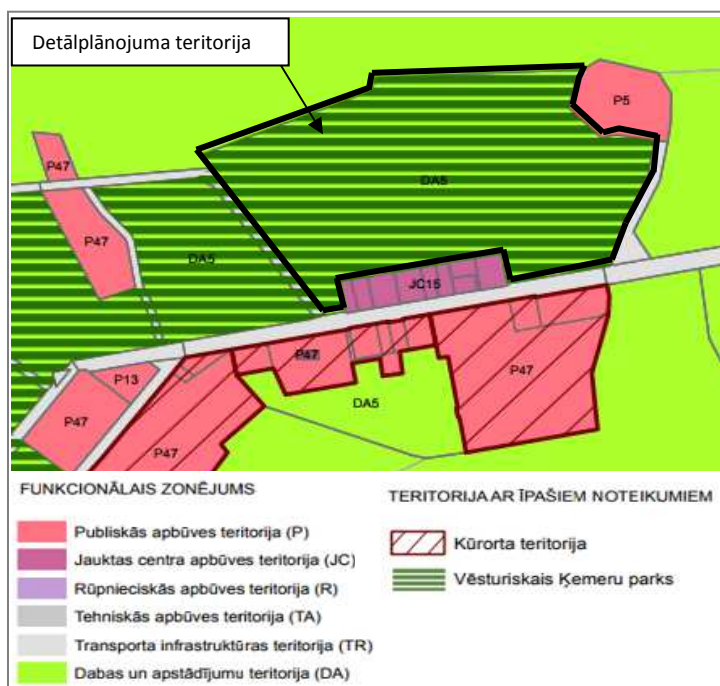 Detālplānojuma teritorija
P5
P47
DA5
P47
DA5
JC15
P47
P13
P47
DA5
P47
P47
FUNKCIONĀLAIS ZONĒJUMS
Publiskās apbūves teritorija (P)
Jauktas centra apbūves teritorija (JC)
Rūpnieciskās apbūves teritorija (R)
Tehniskās apbūves teritorija (TA)
Transporta infrastruktūras teritorija (TR)
Dabas un apstādījumu teritorija (DA)
TERITORIJA AR ĪPAŠIEM NOTEIKUMIEM
Kūrorta teritorija
Vēsturiskais Ķemeru parks